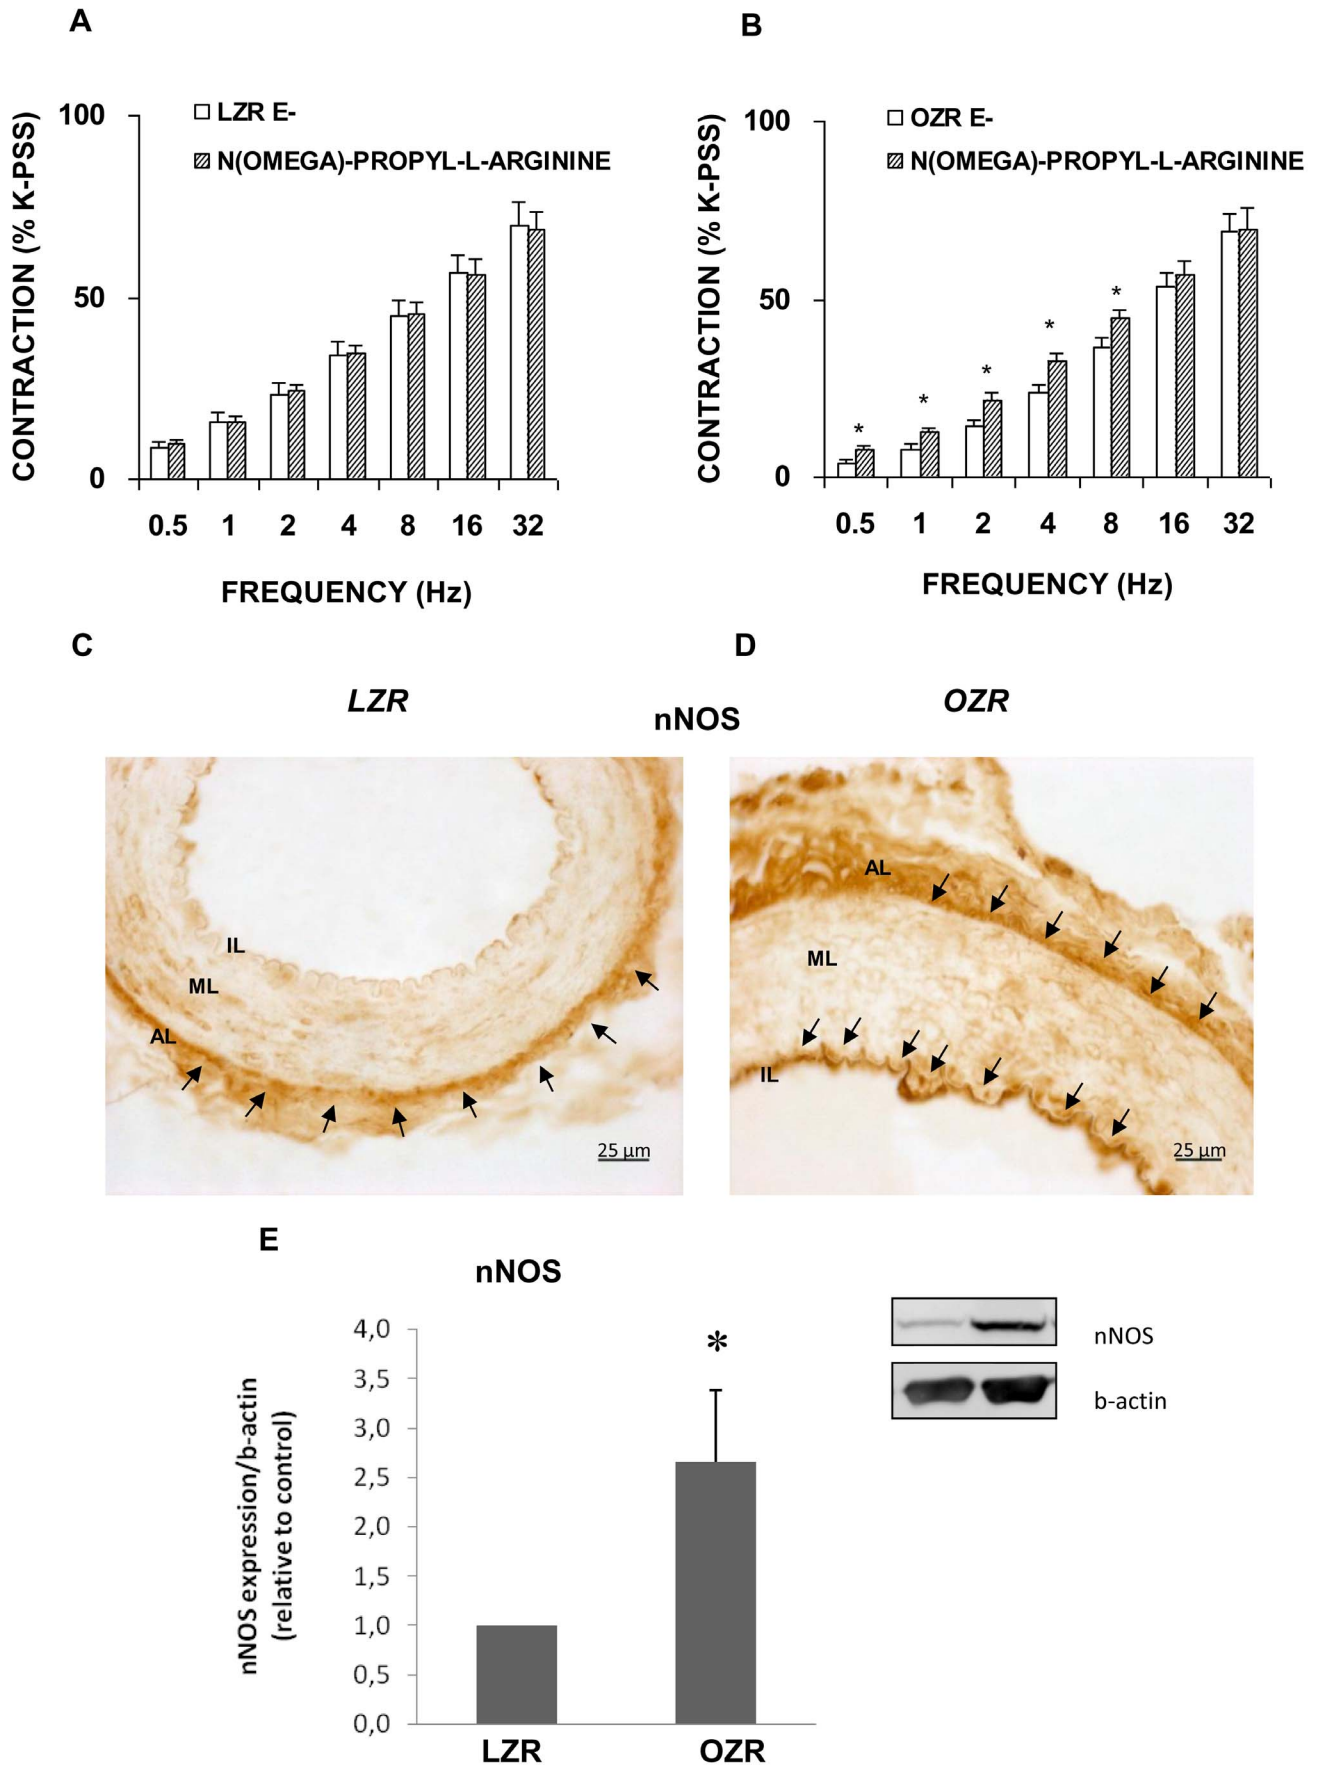 A
CONTRACTION (% K-PSS)
100
50
0
LZR E-
N(OMEGA)-PROPYL-L-ARGININE
0.5 1 2 4 8 16 32
FREQUENCY (Hz)
B
CONTRACTION (% K-PSS)
100
50
0
OZR E-
N(OMEGA)-PROPYL-L-ARGININE
* * * * *
0.5 1 2 4 8 16 32
FREQUENCY (Hz)
C
LZR
nNOS
IL
ML
AL
25 µm
D
OZR
AL
ML
IL
25 µm
E
nNOS
nNOS expression/b-actin
(relative to control)
4,0
3,5
3,0
2,5
2,0
1,5
1,0
0,5
0,0
*
LZR OZR
nNOS
b-actin